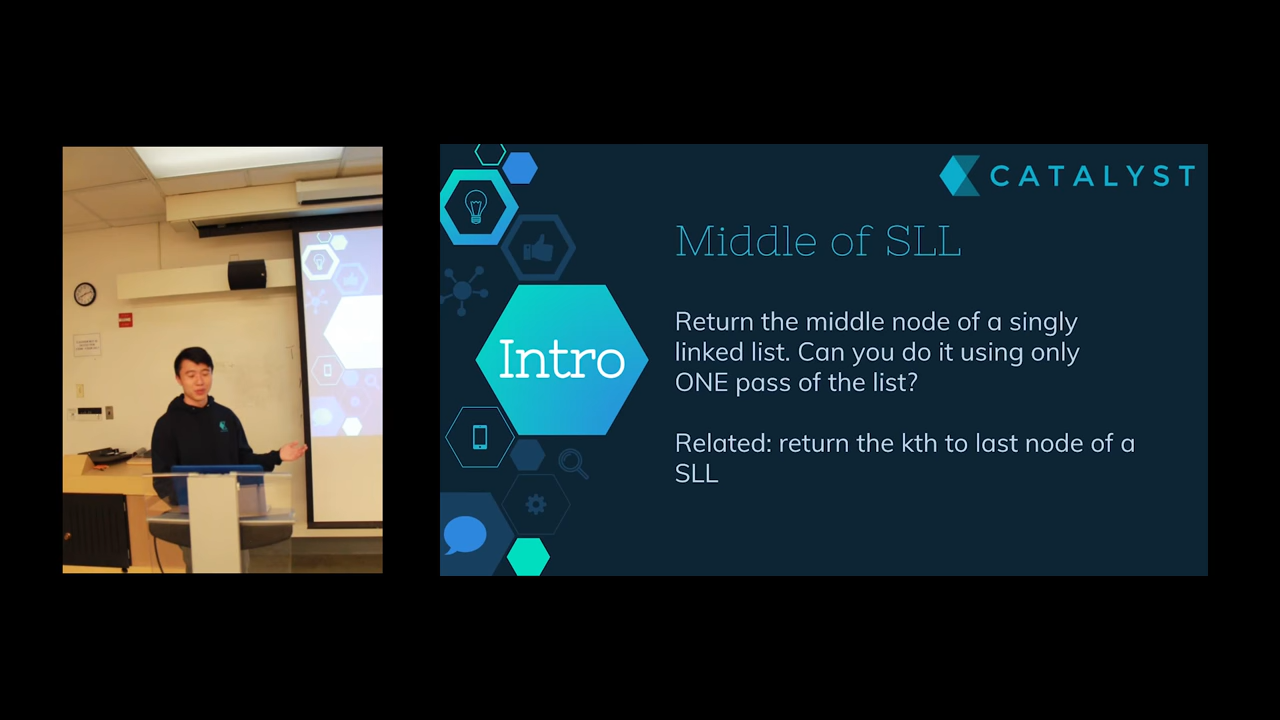 CATALYST
Middle of SLL
Intro
Return the middle node of a singly
linked list. Can you do it using only
ONE pass of the list?
Related: return the kth to last node of a
SLL